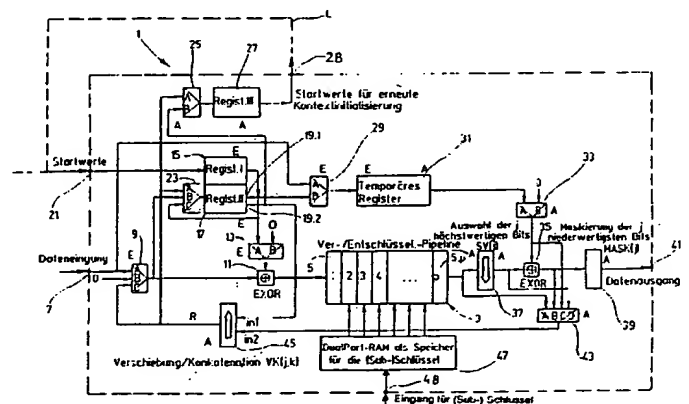 L
1
25
27
28
A
B
Regist.III
A
A
Startwerte für erneute
Kontextinitialisierung
E
15
19.1
29
Startwerte
Regist.I
E
E
A
31
33
21
23
Regist.II
A
B
Temporäres
Register
0
17
19.2
A B
A
E
0
Auswahl der j
höchstwertigen Bits
SV(j)
Maskierung der
niederwertigsten Bits
MASK(j)
Dateneingang
9
E
13
A B
Ver-/Entschlüssel.-Pipeline
35
41
0
11
5
2
3
4
A
A
A
7
EXOR
EXOR
Datenausgang
R
in1
3
37
A B C D
A
39
A
in2
45
43
Verschiebung/Konkatenation VK(j,k)
DualPort-RAM als Speicher
für die (Sub-)Schlüssel
47
48
Eingang für (Sub-) Schlüssel